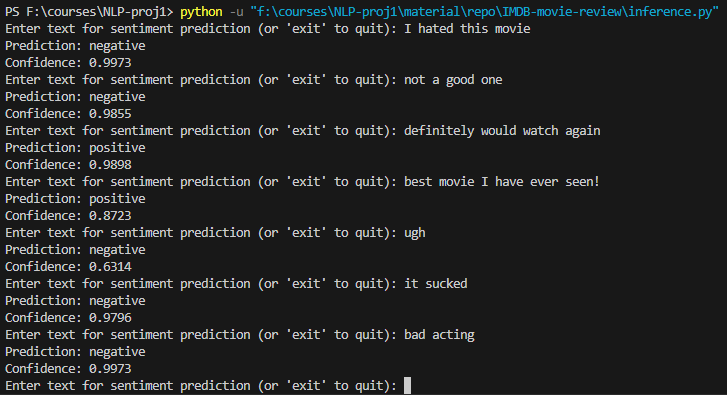 PS F:\courses\NLP-proj1> python -u "f:\courses\NLP-proj1\material\repo\IMDB-movie-review\inference.py"
Enter text for sentiment prediction (or 'exit' to quit): I hated this movie
Prediction: negative
Confidence: 0.9973
Enter text for sentiment prediction (or 'exit' to quit): not a good one
Prediction: negative
Confidence: 0.9855
Enter text for sentiment prediction (or 'exit' to quit): definitely would watch again
Prediction: positive
Confidence: 0.9898
Enter text for sentiment prediction (or 'exit' to quit): best movie I have ever seen!
Prediction: positive
Confidence: 0.8723
Enter text for sentiment prediction (or 'exit' to quit): ugh
Prediction: negative
Confidence: 0.6314
Enter text for sentiment prediction (or 'exit' to quit): it sucked
Prediction: negative
Confidence: 0.9796
Enter text for sentiment prediction (or 'exit' to quit): bad acting
Prediction: negative
Confidence: 0.9973
Enter text for sentiment prediction (or 'exit' to quit):